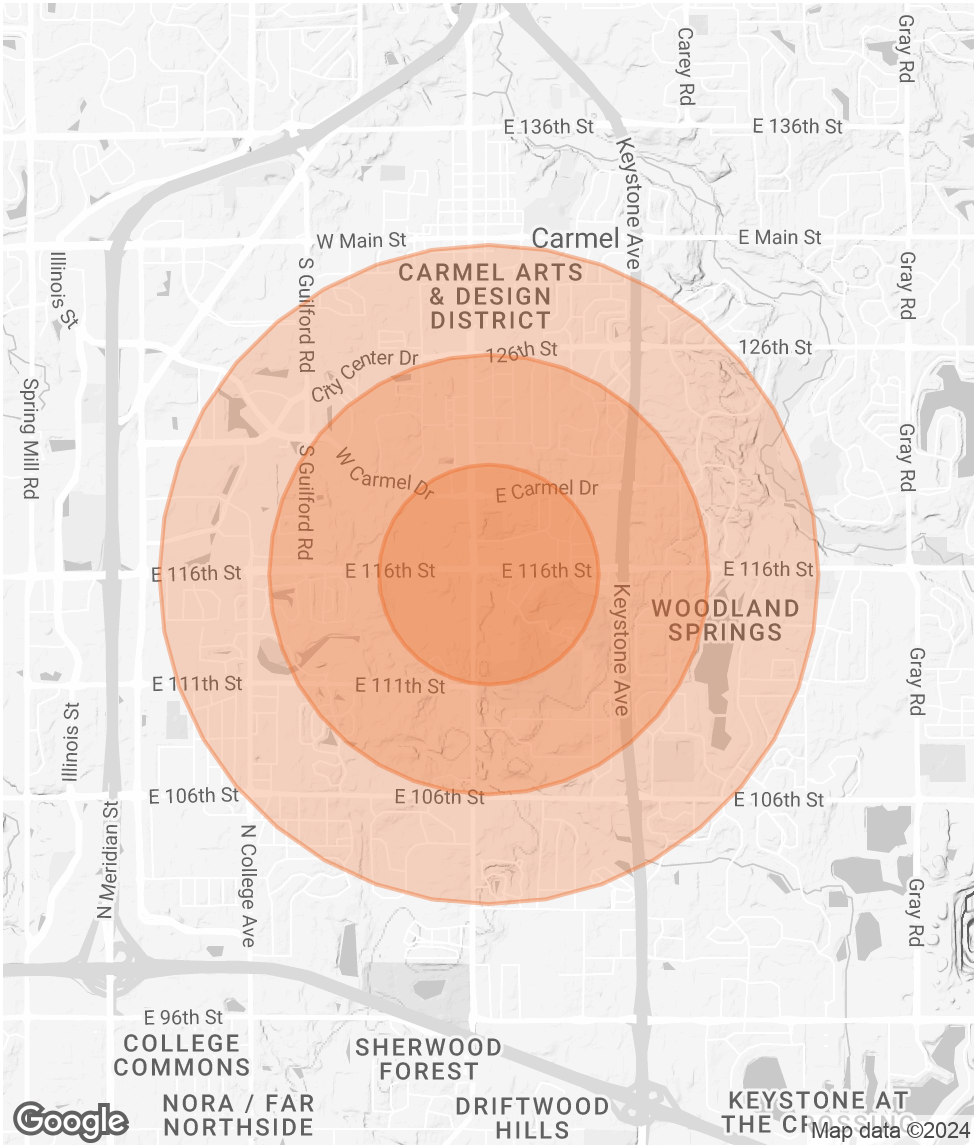 Gray Rd
Carey Rd
E 136th St
E 136th St
Keystone Ave
W Main St
Carmel
E Main St
Illinois St
S Guilford Rd
CARMEL ARTS
& DESIGN
DISTRICT
Gray Rd
City Center Dr
126th St
126th St
Spring Mill Rd
Gray Rd
W Carmel Dr
S Guilford Rd
E Carmel Dr
E 116th St
E 116th St
E 116th St
E 116th St
Keystone Ave
WOODLAND
SPRINGS
E 111th St
E 111th St
Gray Rd
Illinois St
E 106th St
E 106th St
E 106th St
N Meridian St
N College Ave
Gray Rd
E 96th St
COLLEGE
COMMONS
SHERWOOD
FOREST
NORA / FAR
NORTHSIDE
DRIFTWOOD
HILLS
KEYSTONE AT
THE CROSSING
Google
Map data ©2024